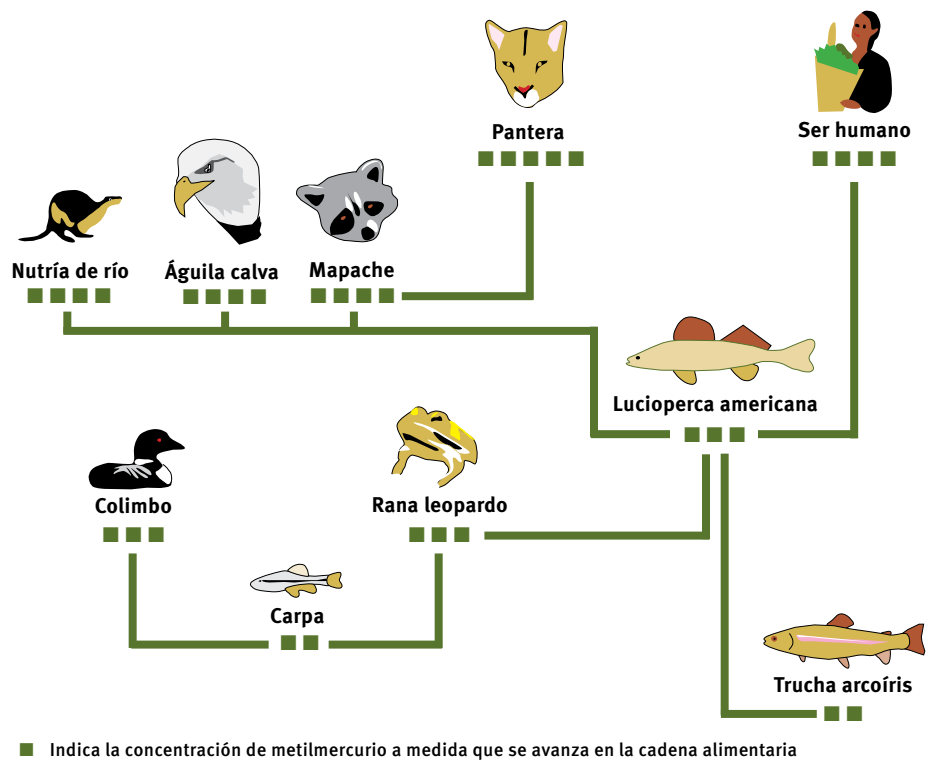 Pantera
Ser humano
Nutría de río
Águila calva
Mapache
Lucioperca americana
Colimbo
Rana leopardo
Carpa
Trucha arcoíris
Indica la concentración de metilmercurio a medida que se avanza en la cadena alimentaria